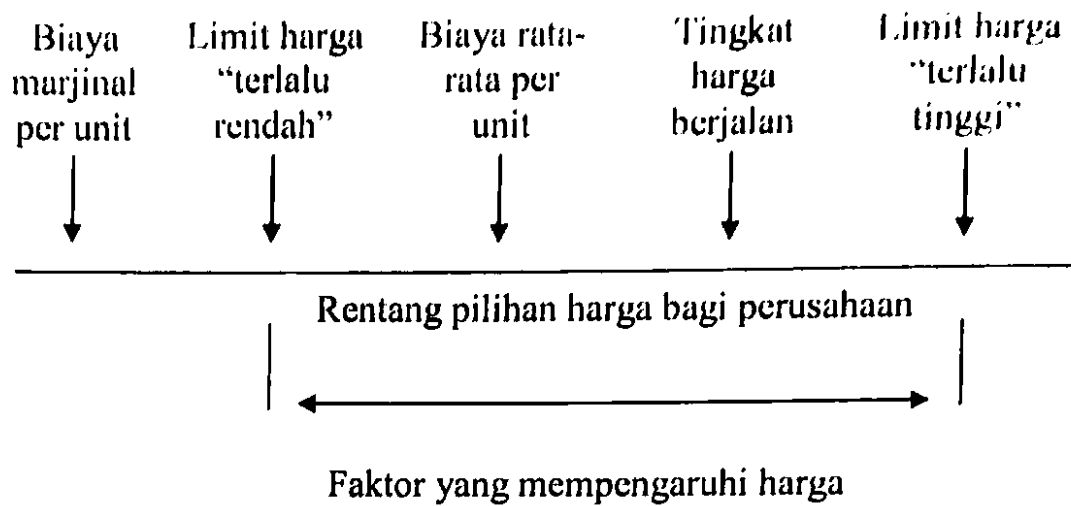 Biaya
marjinal
per unit
Limit harga
“terlalu
rendah”
Biaya rata-
rata per
unit
Tingkat
harga
berjalan
Limit harga
“terlalu
tinggi”
Rentang pilihan harga bagi perusahaan
Faktor yang mempengaruhi harga